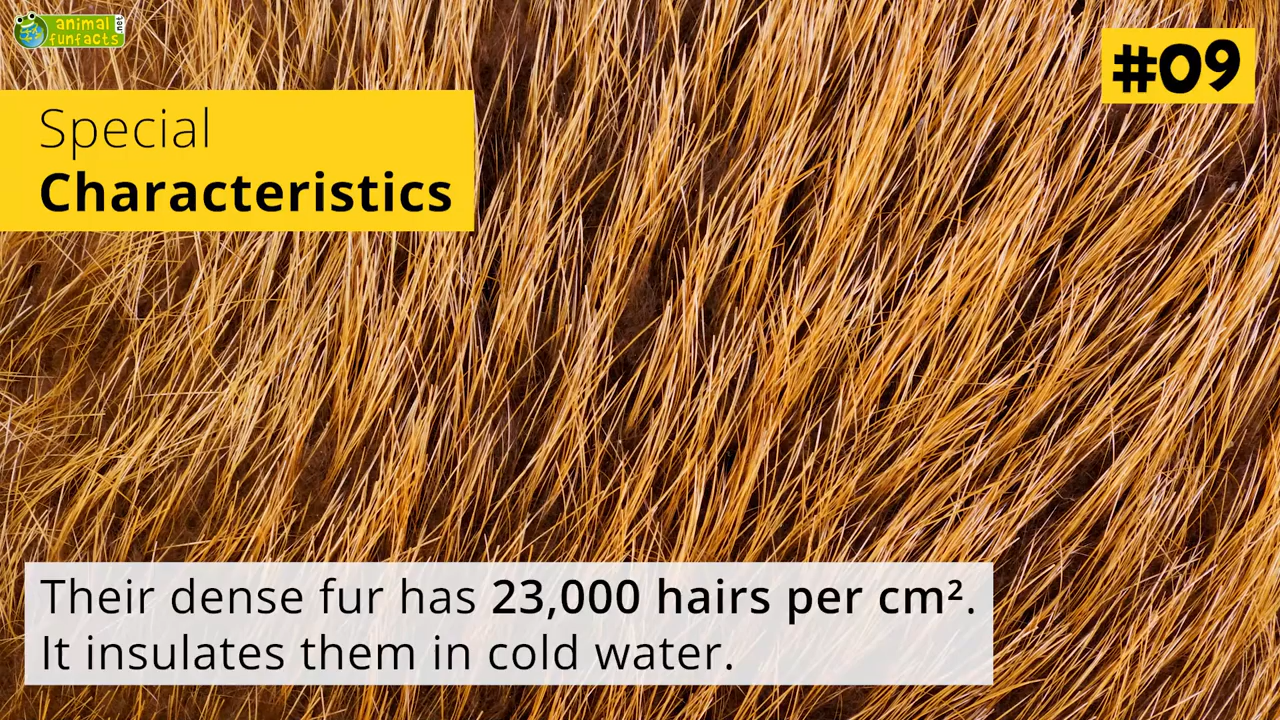 animal
funfacts
.net
#09
Special
Characteristics
Their dense fur has 23,000 hairs per cm².
It insulates them in cold water.